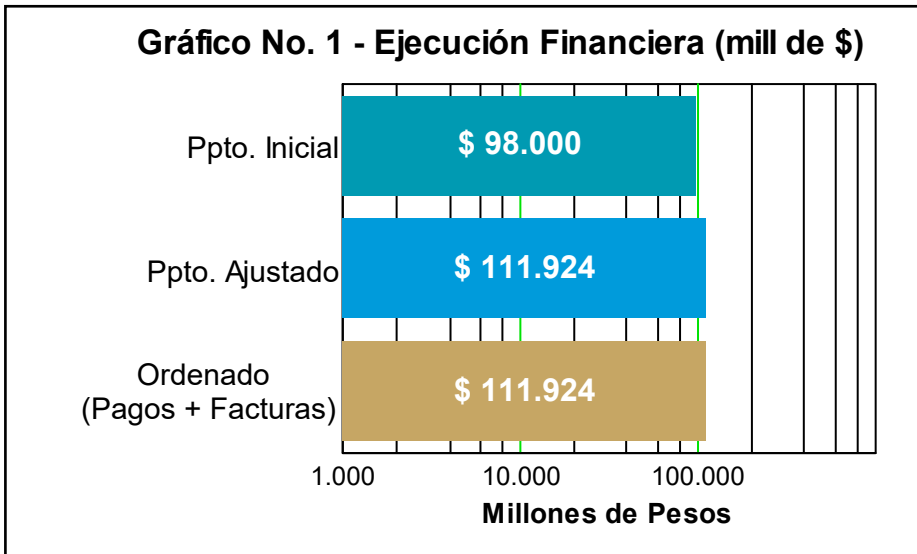 Gráfico No. 1 - Ejecución Financiera (mill de $)
Ppto. Inicial
$ 98.000
Ppto. Ajustado
$ 111.924
Ordenado
(Pagos + Facturas)
$ 111.924
1.000
10.000
100.000
Millones de Pesos